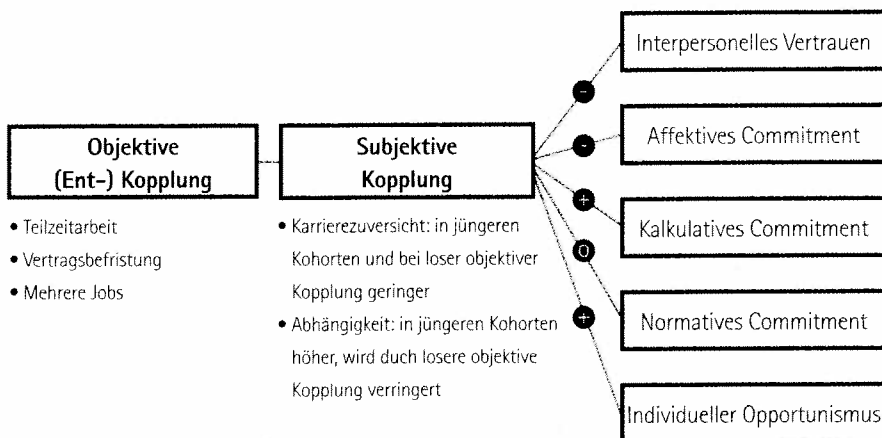 Objektive
(Ent-) Kopplung
• Teilzeitarbeit
• Vertragsbefristung
• Mehrere Jobs
Subjektive
Kopplung
• Karrierezuversicht: in jüngeren
Kohorten und bei loser objektiver
Kopplung geringer
• Abhängigkeit: in jüngeren Kohorten
höher, wird duch losere objektive
Kopplung verringert
-
-
+
0
+
Interpersonelles Vertrauen
Affektives Commitment
Kalkulatives Commitment
Normatives Commitment
Individueller Opportunismus